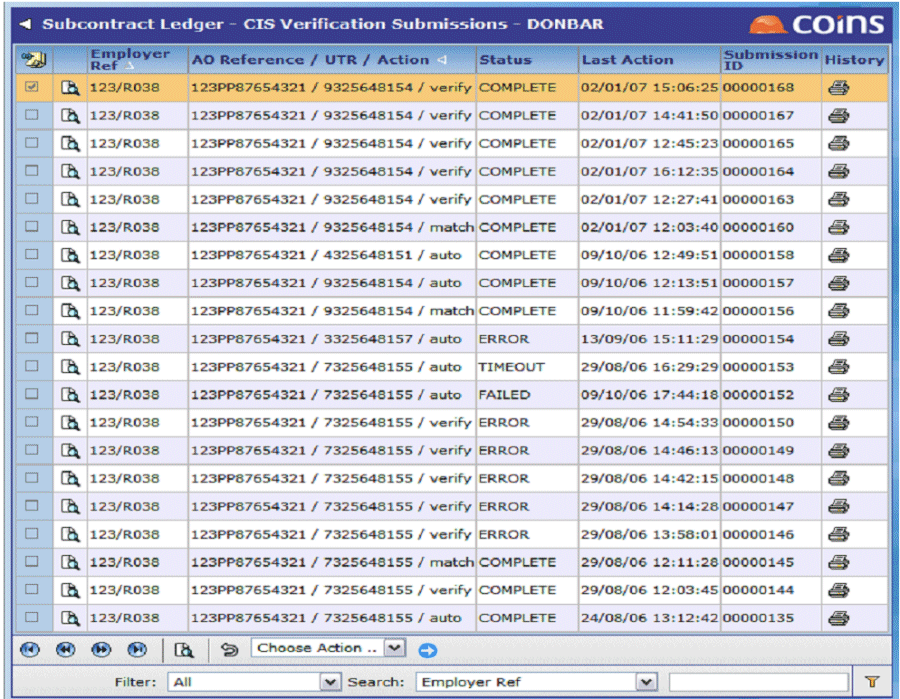 Subcontract Ledger - CIS Verification Submissions - DONBAR
coins
Employer Ref AO Reference / UTR / Action Status Last Action Submission ID History
123/R038 123PP87654321 / 9325648154 / verify COMPLETE 02/01/07 15:06:25 00000168
123/R038 123PP87654321 / 9325648154 / verify COMPLETE 02/01/07 14:41:50 00000167
123/R038 123PP87654321 / 9325648154 / verify COMPLETE 02/01/07 12:45:23 00000165
123/R038 123PP87654321 / 9325648154 / verify COMPLETE 02/01/07 16:12:35 00000164
123/R038 123PP87654321 / 9325648154 / verify COMPLETE 02/01/07 12:27:41 00000163
123/R038 123PP87654321 / 9325648154 / match COMPLETE 02/01/07 12:03:40 00000160
123/R038 123PP87654321 / 4325648151 / auto COMPLETE 09/10/06 12:49:51 00000158
123/R038 123PP87654321 / 9325648154 / auto COMPLETE 09/10/06 12:13:51 00000157
123/R038 123PP87654321 / 9325648154 / match COMPLETE 09/10/06 11:59:42 00000156
123/R038 123PP87654321 / 3325648157 / auto ERROR 13/09/06 15:11:29 00000154
123/R038 123PP87654321 / 7325648155 / auto TIMEOUT 29/08/06 16:29:29 00000153
123/R038 123PP87654321 / 7325648155 / auto FAILED 09/10/06 17:44:18 00000152
123/R038 123PP87654321 / 7325648155 / verify ERROR 29/08/06 14:54:33 00000150
123/R038 123PP87654321 / 7325648155 / verify ERROR 29/08/06 14:46:13 00000149
123/R038 123PP87654321 / 7325648155 / verify ERROR 29/08/06 14:42:15 00000148
123/R038 123PP87654321 / 7325648155 / verify ERROR 29/08/06 14:14:28 00000147
123/R038 123PP87654321 / 7325648155 / verify ERROR 29/08/06 13:58:01 00000146
123/R038 123PP87654321 / 7325648155 / match COMPLETE 29/08/06 12:11:28 00000145
123/R038 123PP87654321 / 7325648155 / verify COMPLETE 29/08/06 12:03:45 00000144
123/R038 123PP87654321 / 7325648155 / auto COMPLETE 24/08/06 13:12:42 00000135
Choose Action ..
Filter: All Search: Employer Ref